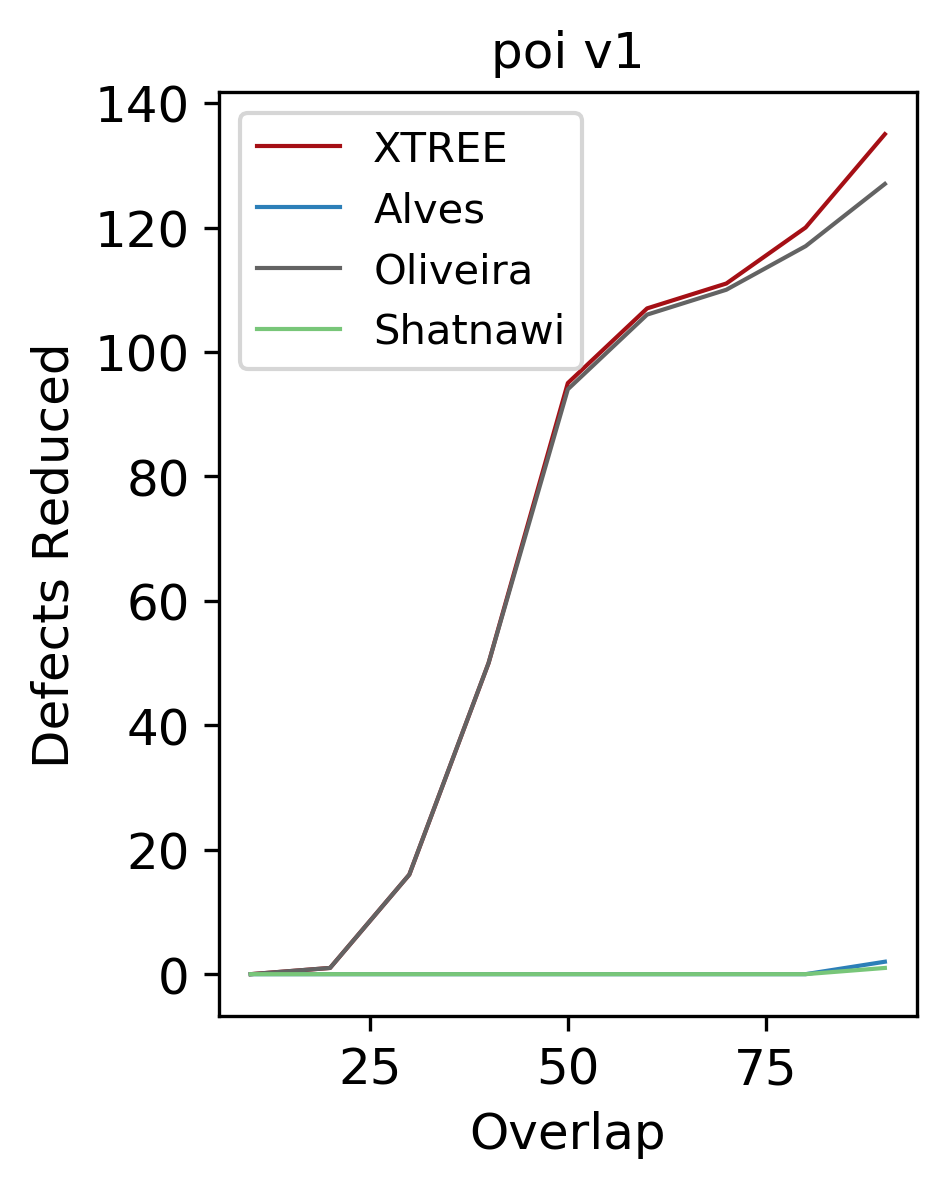 poi v1
140
120
100
80
60
40
20
0
Defects Reduced
XTREE
Alves
Oliveira
Shatnawi
25 50 75
Overlap